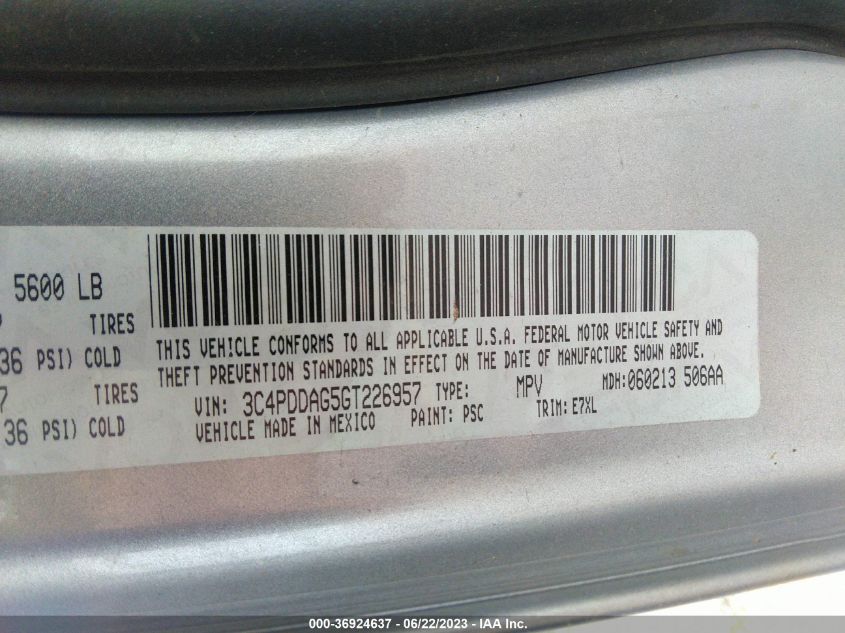 5600 LB
TIRES
36 PSI) COLD
7 TIRES
36 PSI) COLD
THIS VEHICLE CONFORMS TO ALL APPLICABLE U.S.A. FEDERAL MOTOR VEHICLE SAFETY AND
THEFT PREVENTION STANDARDS IN EFFECT ON THE DATE OF MANUFACTURE SHOWN ABOVE.
VIN: 3C4PDDAG5GT226957 TYPE: MPV MDH:060213 506AA
VEHICLE MADE IN MEXICO PAINT: PSC TRIM: E7XL
000-36924637 - 06/22/2023 - IAA Inc.